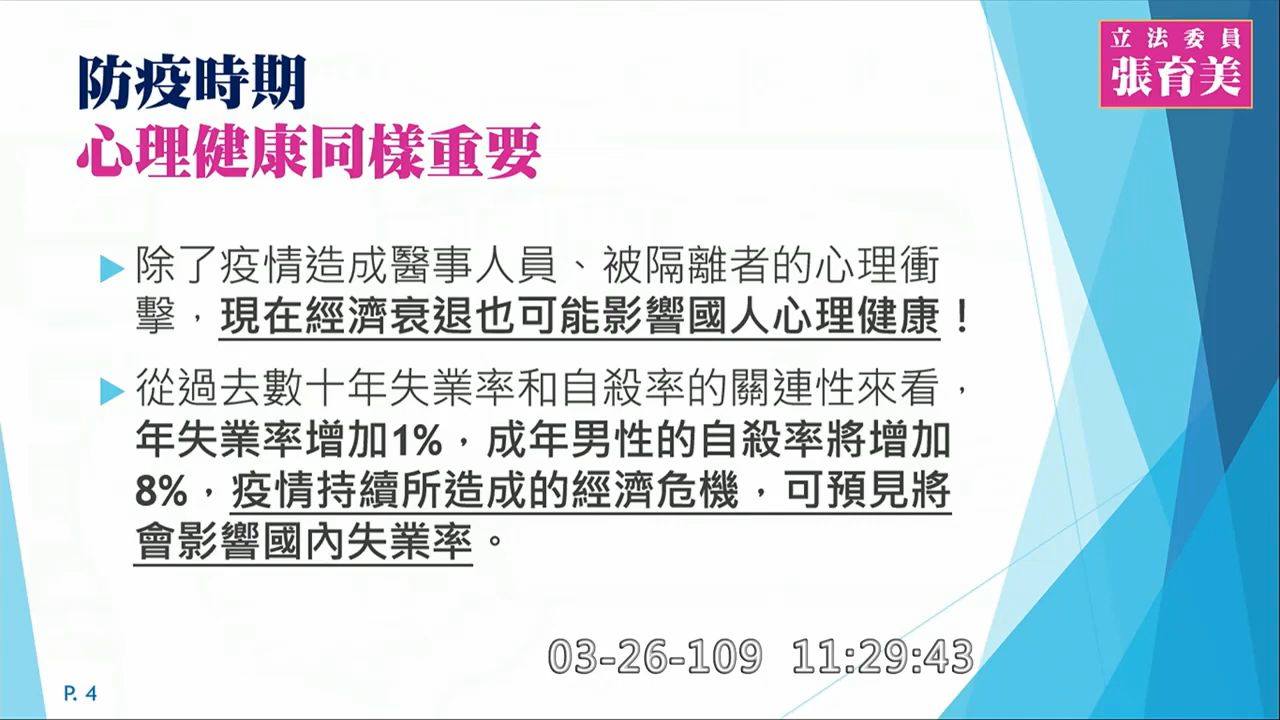 立法委員
張育美
防疫時期
心理健康同樣重要
除了疫情造成醫事人員、被隔離者的心理衝
擊，現在經濟衰退也可能影響國人心理健康！
從過去數十年失業率和自殺率的關連性來看，
年失業率增加1%，成年男性的自殺率將增加
8%，疫情持續所造成的經濟危機，可預見將
會影響國內失業率。
03-26-109 11:29:43
P. 4